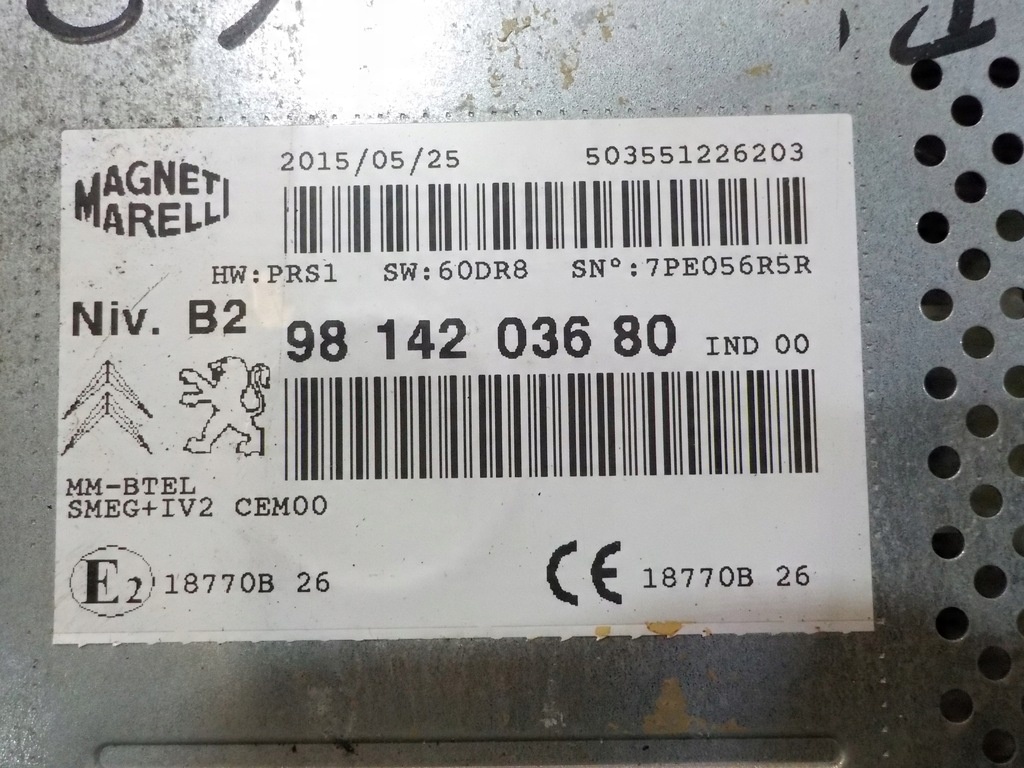 MAGNETI
MARELLI
2015/05/25 503551226203
HW:PRS1 SW:60DR8 SN°:7PE056R5R
Niv. B2
98 142 036 80 IND 00
MM-BTEL
SMEG+IV2 CEM00
E2 18770B 26
CE 18770B 26